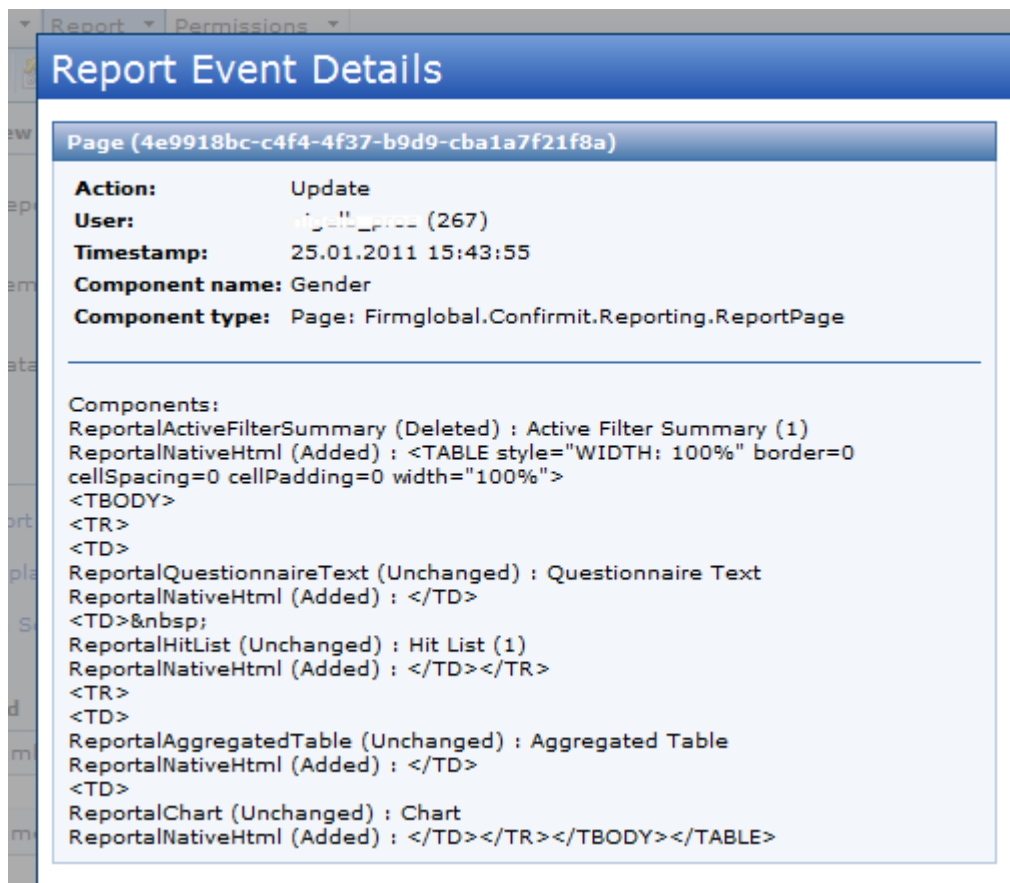 Report Permissions
Report Event Details
Page (4e9918bc-c4f4-4f37-b9d9-cba1a7f21f8a)
Action: Update
User: (267)
Timestamp: 25.01.2011 15:43:55
Component name: Gender
Component type: Page: Firmglobal.Confirmit.Reporting.ReportPage
Components:
ReportalActiveFilterSummary (Deleted) : Active Filter Summary (1)
ReportalNativeHtml (Added) : <TABLE style="WIDTH: 100%" border=0
cellSpacing=0 cellPadding=0 width="100%">
<TBODY>
<TR>
<TD>
ReportalQuestionnaireText (Unchanged) : Questionnaire Text
ReportalNativeHtml (Added) : </TD>
<TD>&nbsp;
ReportalHitList (Unchanged) : Hit List (1)
ReportalNativeHtml (Added) : </TD></TR>
<TR>
<TD>
ReportalAggregatedTable (Unchanged) : Aggregated Table
ReportalNativeHtml (Added) : </TD>
<TD>
ReportalChart (Unchanged) : Chart
ReportalNativeHtml (Added) : </TD></TR></TBODY></TABLE>